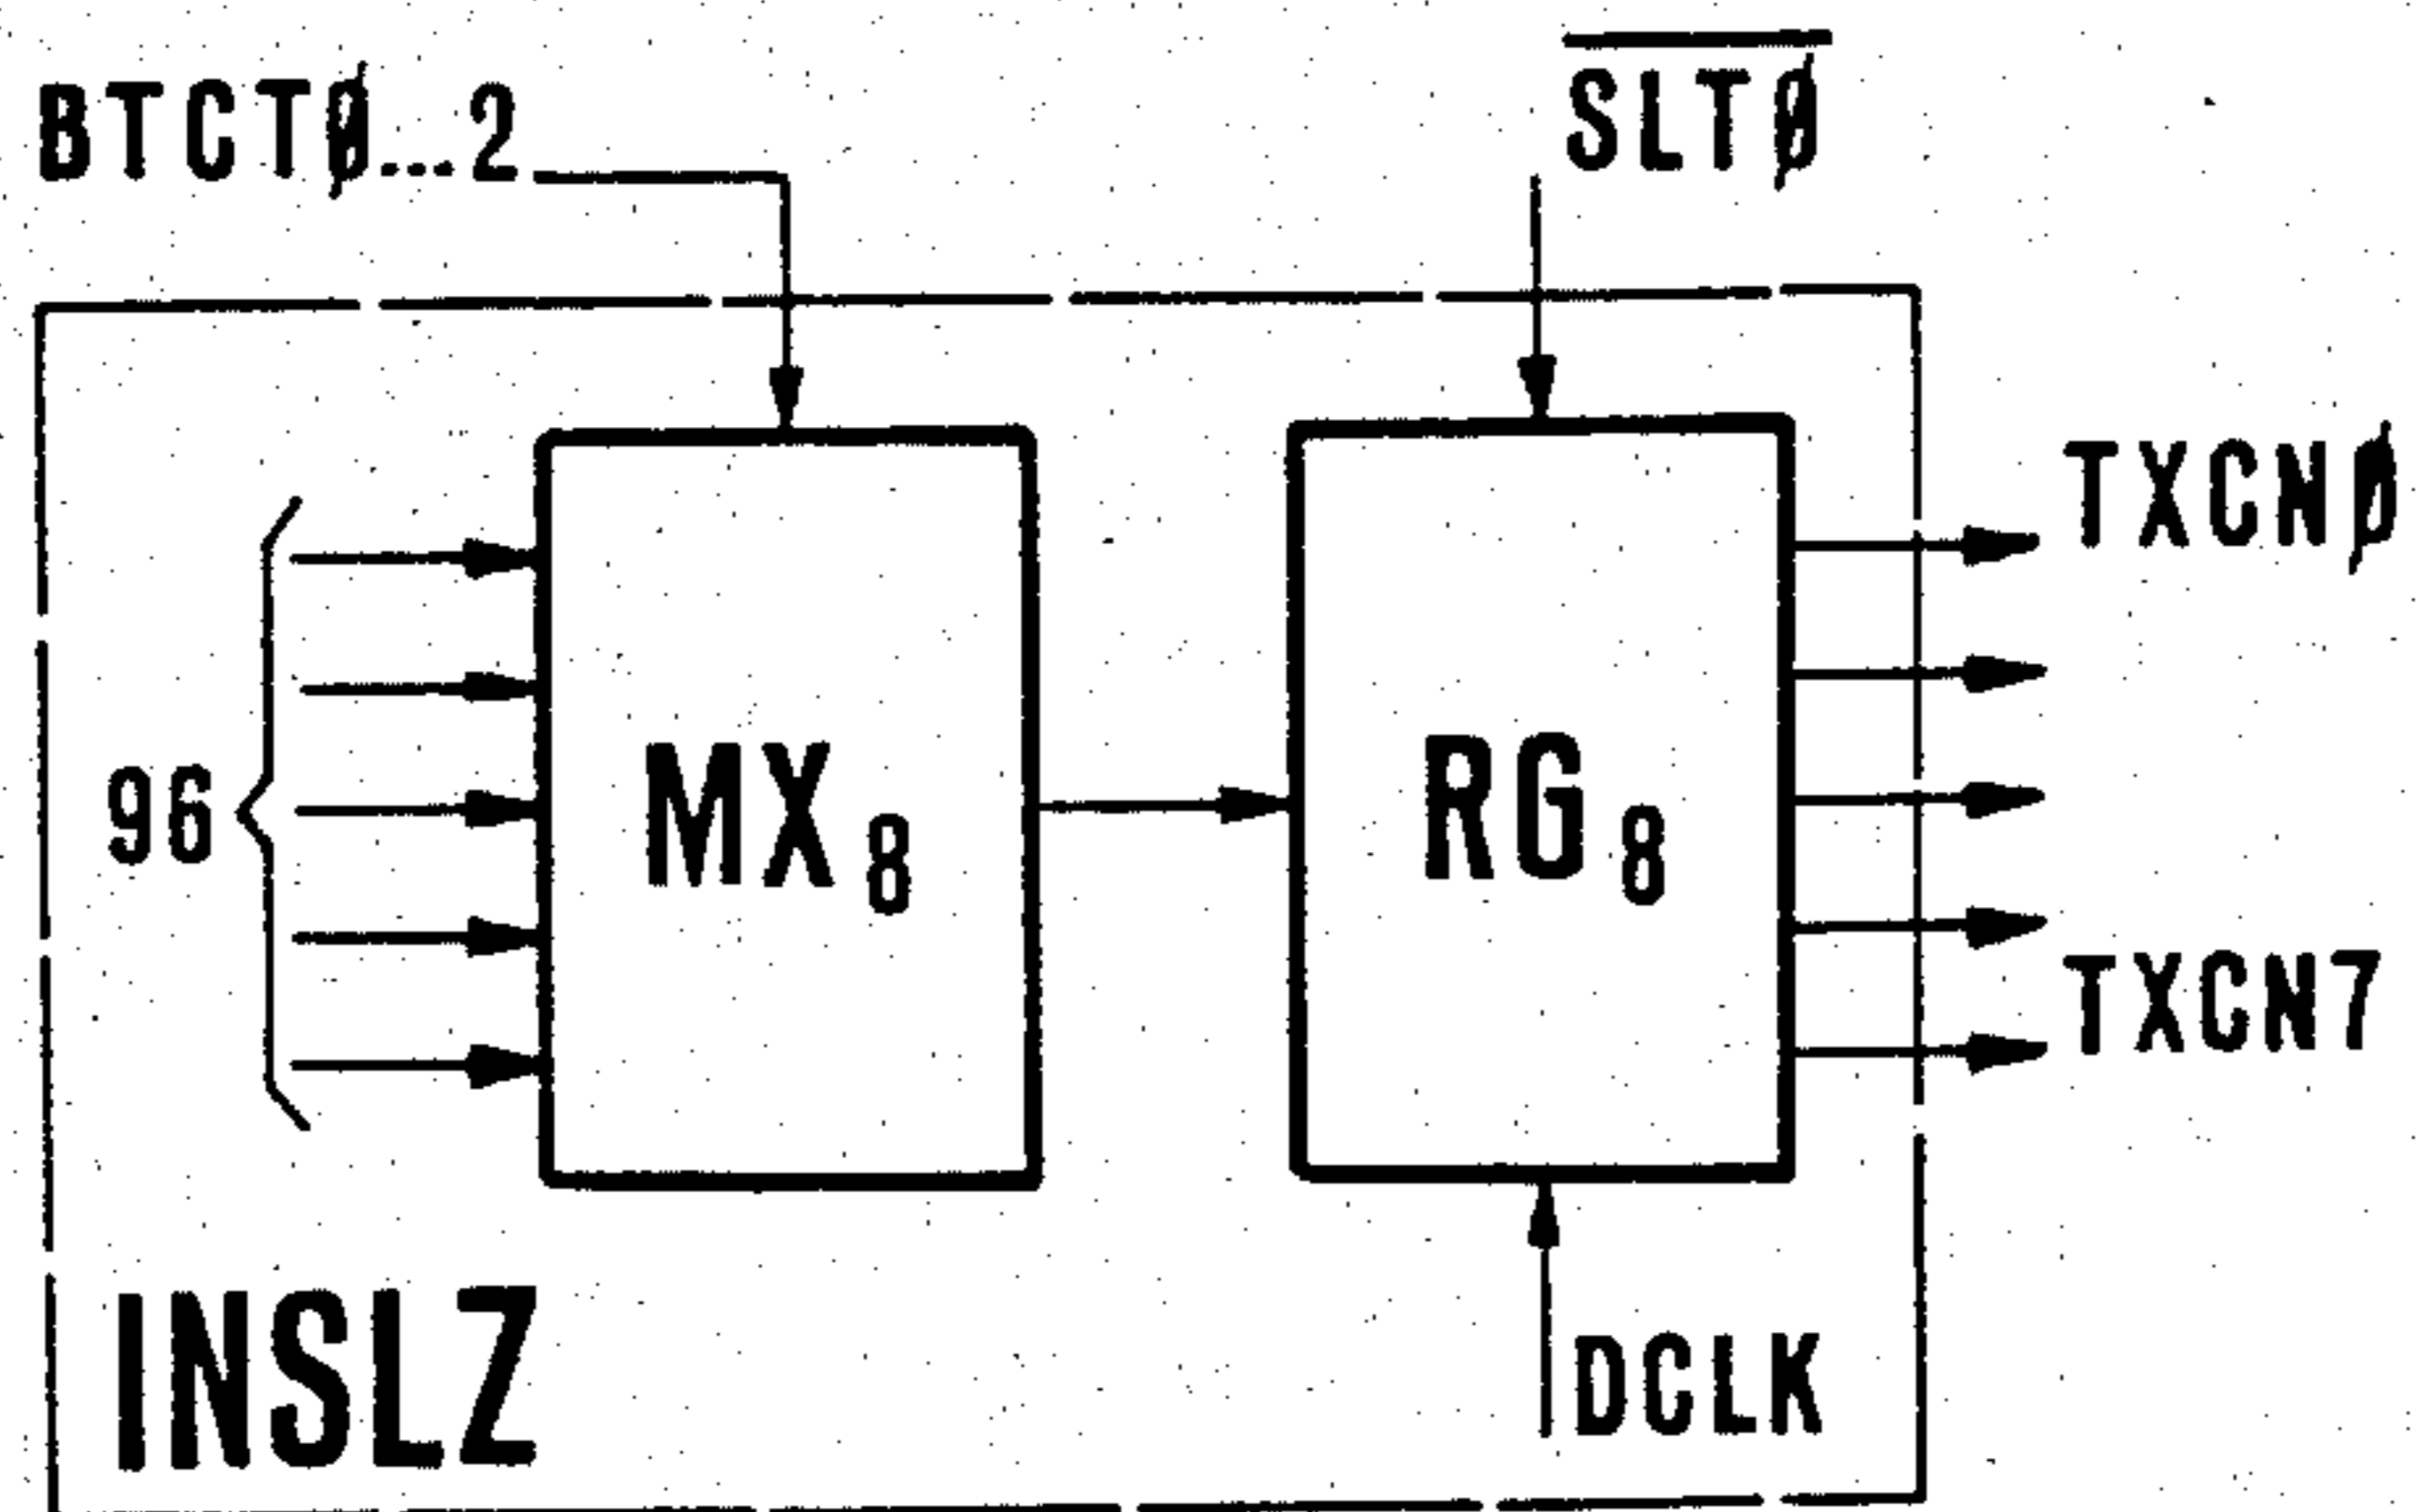 BTCTØ...2
SLTØ
TXCNØ
96
MX8
RG8
TXCN7
INSLZ
DCLK